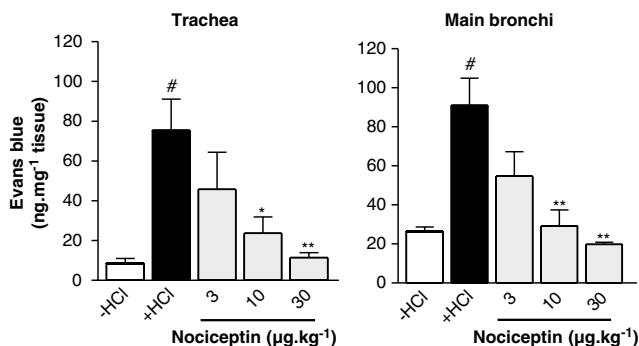 Trachea
Evans blue
(ng.mg⁻¹ tissue)
120
100
80
60
40
20
0
#
*
**
-HCl
+HCl
3
10
30
Nociceptin (µg.kg⁻¹)
Main bronchi
120
100
80
60
40
20
0
#
**
**
-HCl
+HCl
3
10
30
Nociceptin (µg.kg⁻¹)